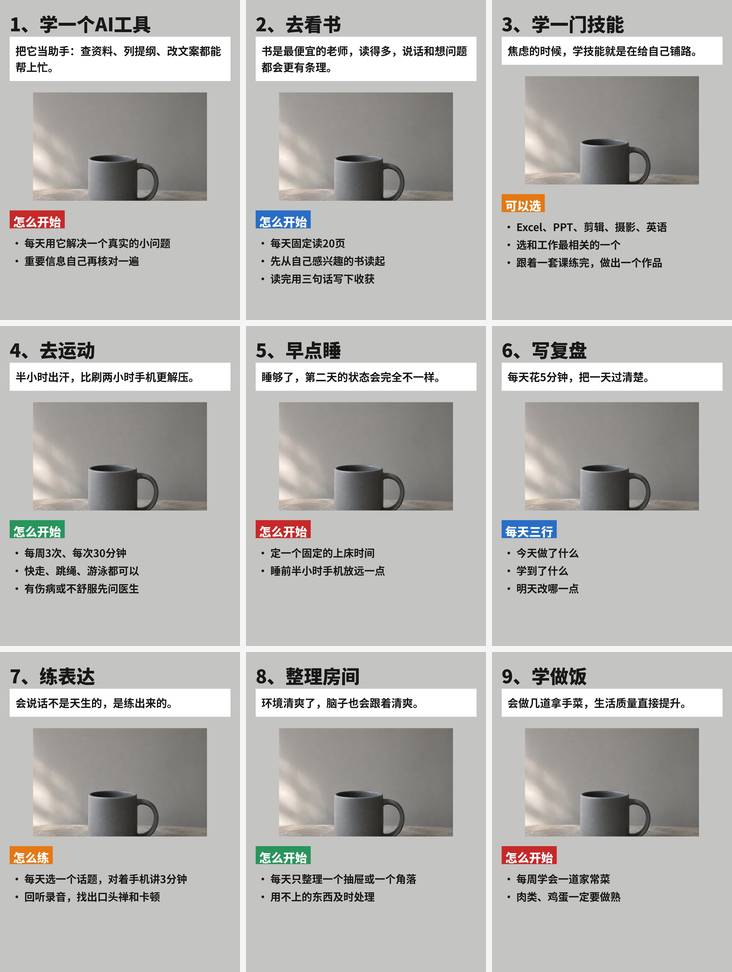 1、学一个AI工具
把它当助手：查资料、列提纲、改文案都能
帮上忙。
怎么开始
• 每天用它解决一个真实的小问题
• 重要信息自己再核对一遍
2、去看书
书是最便宜的老师，读得多，说话和想问题
都会更有条理。
怎么开始
• 每天固定读20页
• 先从自己感兴趣的书读起
• 读完用三句话写下收获
3、学一门技能
焦虑的时候，学技能就是在给自己铺路。
可以选
• Excel、PPT、剪辑、摄影、英语
• 选和工作最相关的一个
• 跟着一套课练完，做出一个作品
4、去运动
半小时出汗，比刷两小时手机更解压。
怎么开始
• 每周3次、每次30分钟
• 快走、跳绳、游泳都可以
• 有伤病或不舒服先问医生
5、早点睡
睡够了，第二天的状态会完全不一样。
怎么开始
• 定一个固定的上床时间
• 睡前半小时手机放远一点
6、写复盘
每天花5分钟，把一天过清楚。
每天三行
• 今天做了什么
• 学到了什么
• 明天改哪一点
7、练表达
会说话不是天生的，是练出来的。
怎么练
• 每天选一个话题，对着手机讲3分钟
• 回听录音，找出口头禅和卡顿
8、整理房间
环境清爽了，脑子也会跟着清爽。
怎么开始
• 每天只整理一个抽屉或一个角落
• 用不上的东西及时处理
9、学做饭
会做几道拿手菜，生活质量直接提升。
怎么开始
• 每周学会一道家常菜
• 肉类、鸡蛋一定要做熟